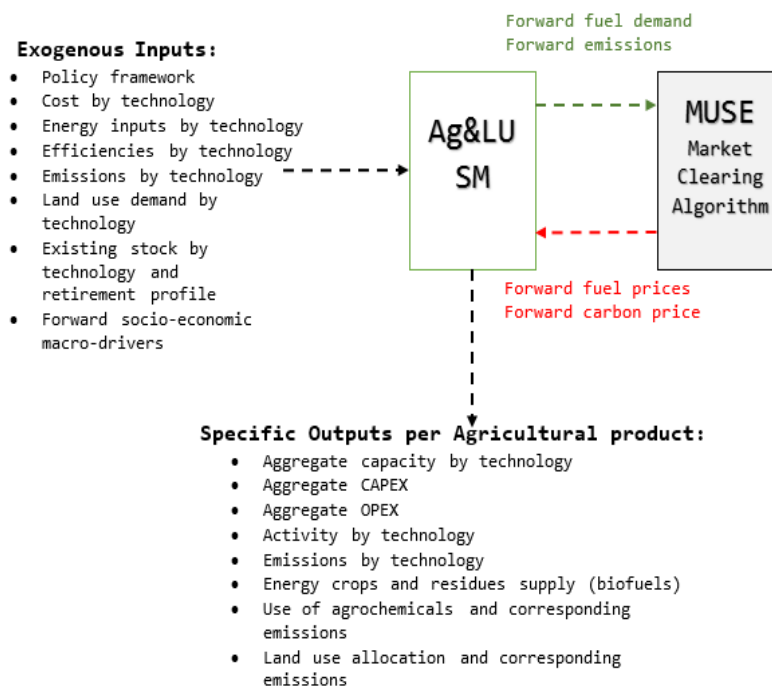 Forward fuel demand
Forward emissions
Exogenous Inputs:
• Policy framework
• Cost by technology
• Energy inputs by technology
• Efficiencies by technology
• Emissions by technology
• Land use demand by
technology
• Existing stock by
technology and
retirement profile
• Forward socio-economic
macro-drivers
Ag&LU
SM
MUSE
Market
Clearing
Algorithm
Forward fuel prices
Forward carbon price
Specific Outputs per Agricultural product:
• Aggregate capacity by technology
• Aggregate CAPEX
• Aggregate OPEX
• Activity by technology
• Emissions by technology
• Energy crops and residues supply (biofuels)
• Use of agrochemicals and corresponding
emissions
• Land use allocation and corresponding
emissions